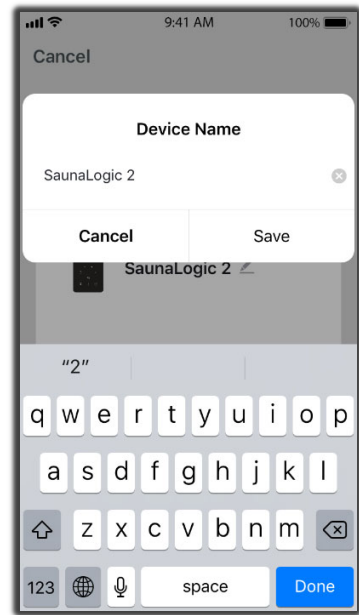 9:41 AM 100%
Cancel
Device Name
SaunaLogic 2
Cancel Save
SaunaLogic 2
"2"
q w e r t y u i o p
a s d f g h j k l
z x c v b n m
123 space Done